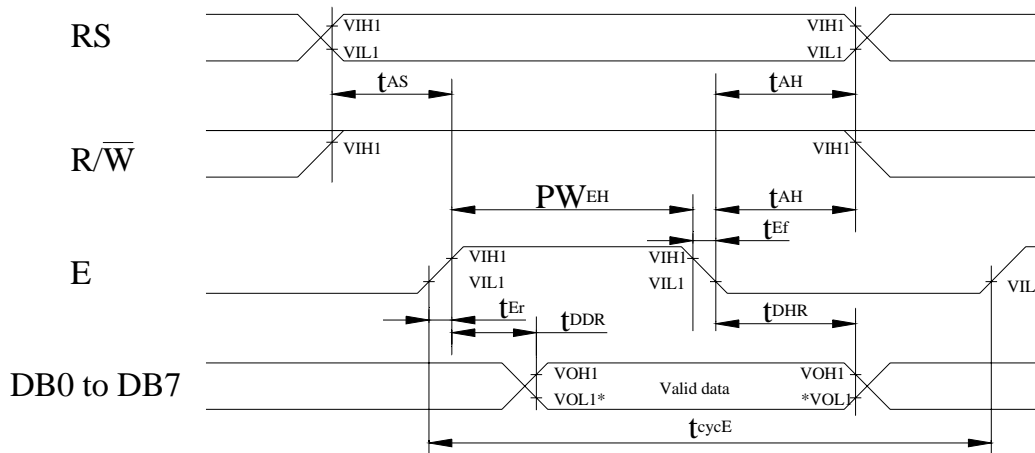 RS
VIH1
VIL1
VIH1
VIL1
tAS
tAH
R/W̅
VIH1
VIH1
PWEH
tAH
tEf
E
VIH1
VIL1
VIH1
VIL1
VIL
tEr
tDDR
tDHR
DB0 to DB7
VOH1
VOL1*
Valid data
VOH1
*VOL1
tcycE